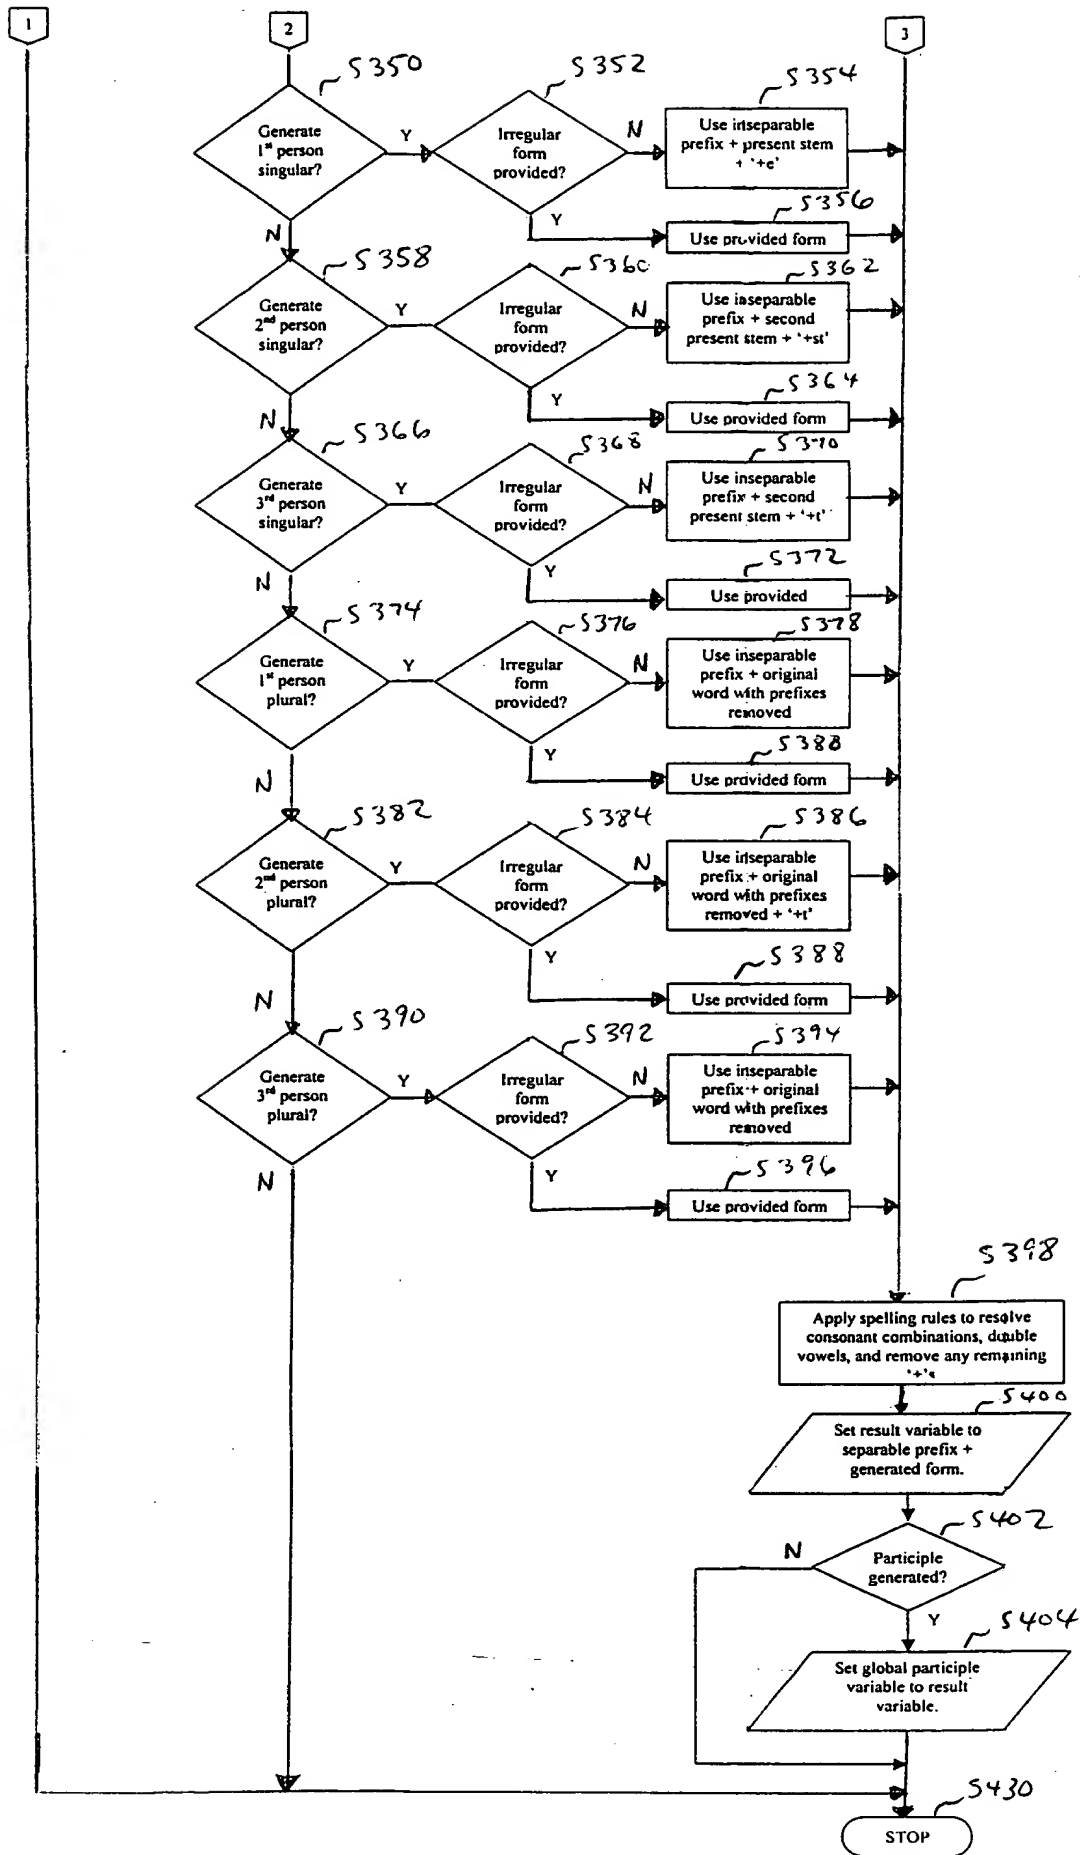 1
2
3
S350
S352
S354
Generate
1st person
singular?
Y
Irregular
form
provided?
N
Use inseparable
prefix + present stem
+ '+e'
S356
Y
Use provided form
N
S358
S360
S362
Generate
2nd person
singular?
Y
Irregular
form
provided?
N
Use inseparable
prefix + second
present stem + '+st'
S364
Y
Use provided form
N
S366
S368
S370
Generate
3rd person
singular?
Y
Irregular
form
provided?
N
Use inseparable
prefix + second
present stem + '+t'
S372
Y
Use provided
N
S374
S376
S378
Generate
1st person
plural?
Y
Irregular
form
provided?
N
Use inseparable
prefix + original
word with prefixes
removed
Y
Use provided form
N
S382
S384
S386
Generate
2nd person
plural?
Y
Irregular
form
provided?
N
Use inseparable
prefix + original
word with prefixes
removed + '+t'
S388
Y
Use provided form
N
S390
S392
S394
Generate
3rd person
plural?
Y
Irregular
form
provided?
N
Use inseparable
prefix + original
word with prefixes
removed
S396
Y
Use provided form
N
S398
Apply spelling rules to resolve
consonant combinations, double
vowels, and remove any remaining
'+'s
S400
Set result variable to
separable prefix +
generated form.
S402
N
Participle
generated?
Y
S404
Set global participle
variable to result
variable.
S430
STOP